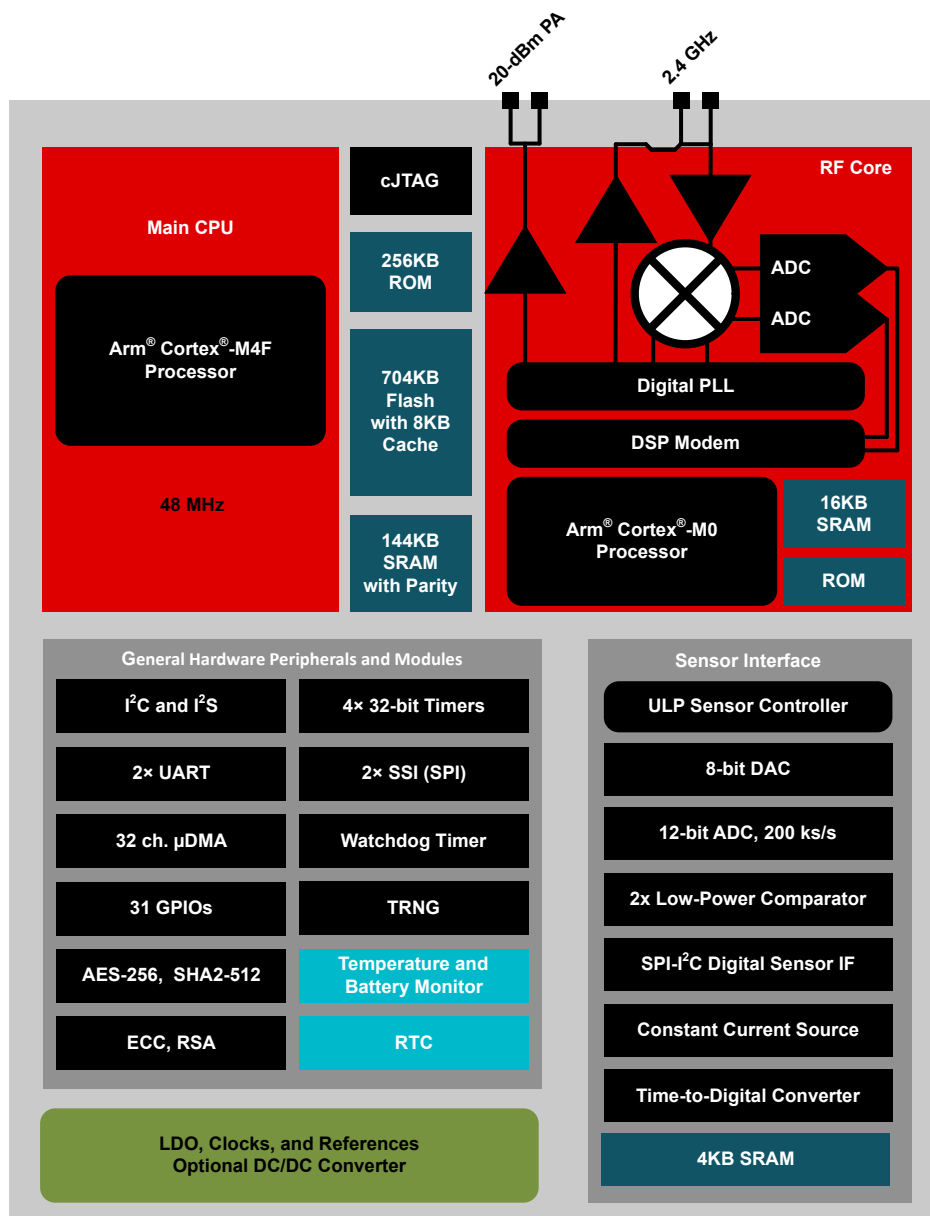 20-dBm PA
2.4 GHz
Main CPU
Arm® Cortex®-M4F
Processor
48 MHz
cJTAG
256KB
ROM
704KB
Flash
with 8KB
Cache
144KB
SRAM
with Parity
RF Core
ADC
ADC
Digital PLL
DSP Modem
Arm® Cortex®-M0
Processor
16KB
SRAM
ROM
General Hardware Peripherals and Modules
I²C and I²S
4× 32-bit Timers
2× UART
2× SSI (SPI)
32 ch. µDMA
Watchdog Timer
31 GPIOs
TRNG
AES-256, SHA2-512
Temperature and
Battery Monitor
ECC, RSA
RTC
LDO, Clocks, and References
Optional DC/DC Converter
Sensor Interface
ULP Sensor Controller
8-bit DAC
12-bit ADC, 200 ks/s
2x Low-Power Comparator
SPI-I²C Digital Sensor IF
Constant Current Source
Time-to-Digital Converter
4KB SRAM